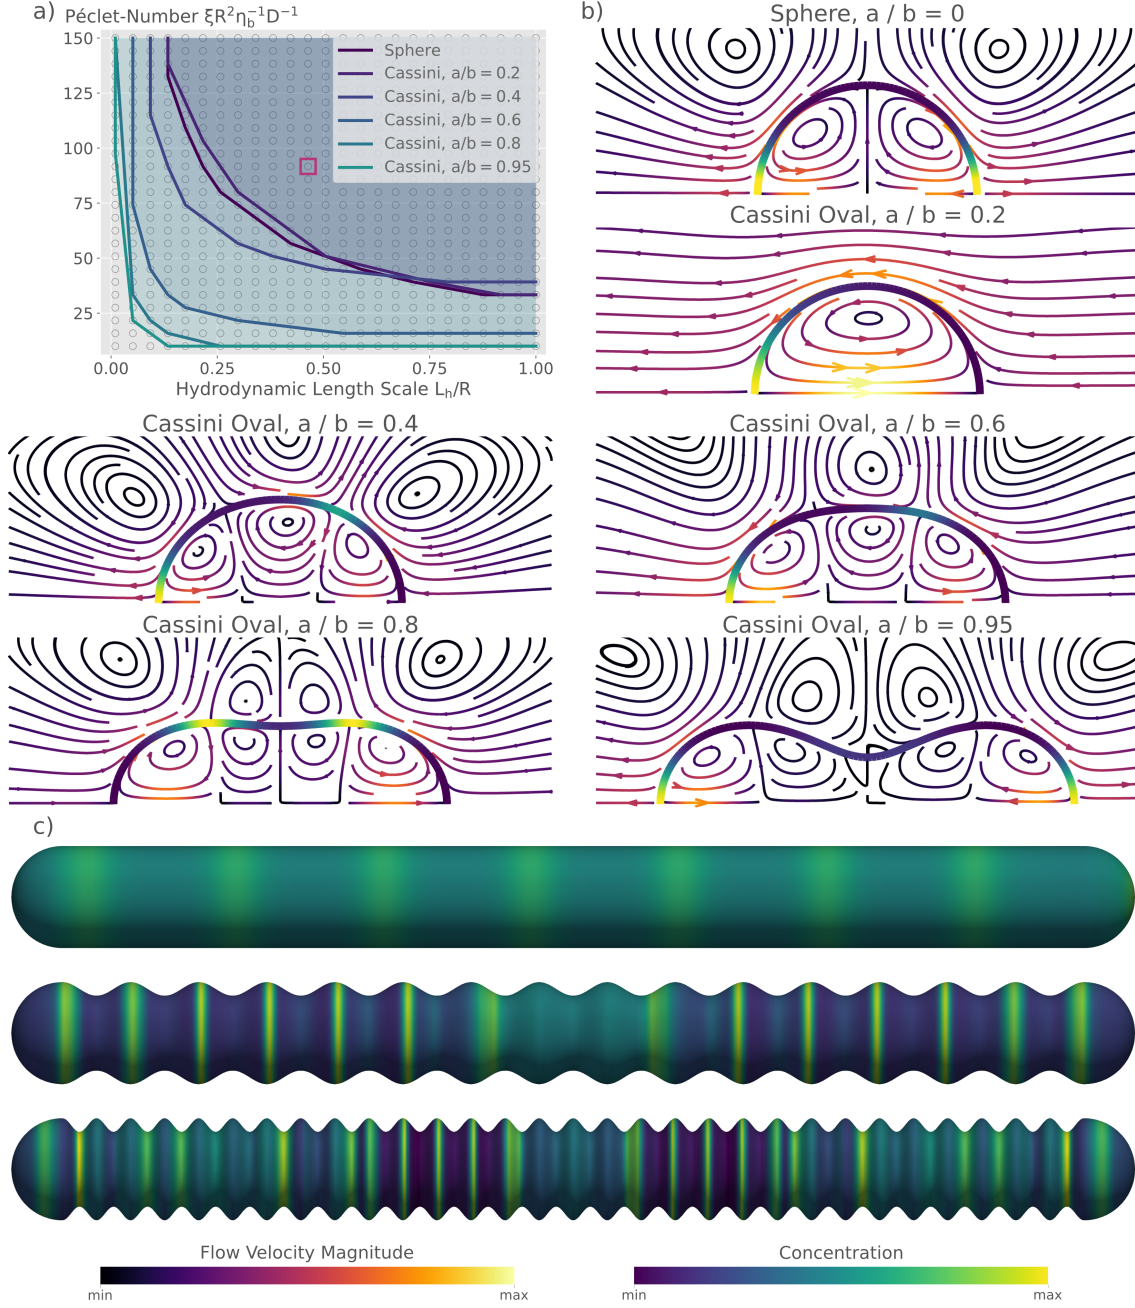 a)
Péclet-Number ξR²η_b⁻¹D⁻¹
150
125
100
75
50
25
0.00
0.25
0.50
0.75
1.00
Hydrodynamic Length Scale L_h/R
Sphere
Cassini, a/b = 0.2
Cassini, a/b = 0.4
Cassini, a/b = 0.6
Cassini, a/b = 0.8
Cassini, a/b = 0.95
b)
Sphere, a / b = 0
Cassini Oval, a / b = 0.2
Cassini Oval, a / b = 0.4
Cassini Oval, a / b = 0.6
Cassini Oval, a / b = 0.8
Cassini Oval, a / b = 0.95
c)
Flow Velocity Magnitude
min
max
Concentration
min
max